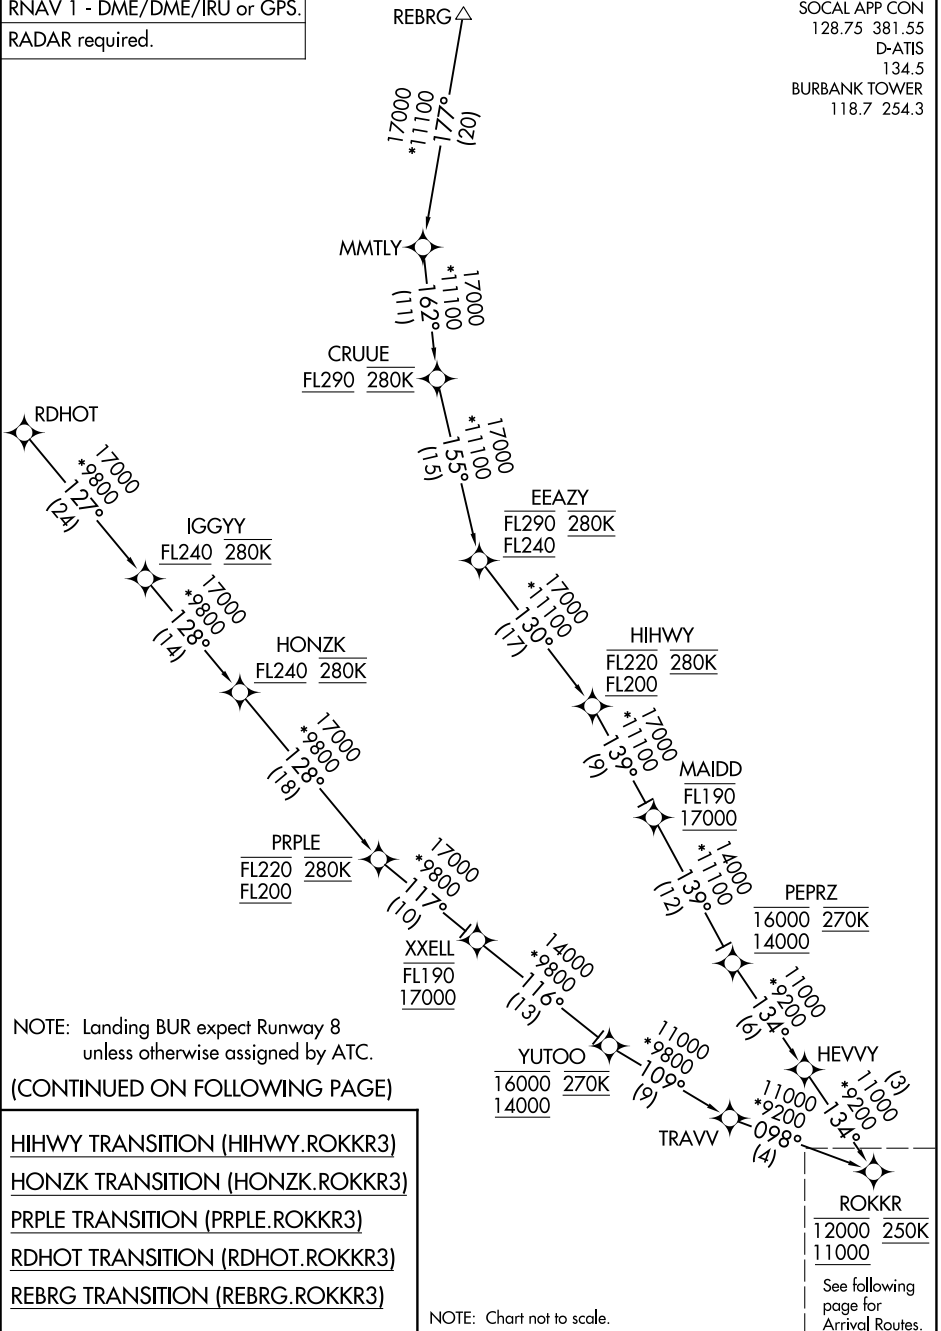 RNAV 1 - DME/DME/IRU or GPS.
RADAR required.
SOCAL APP CON
128.75 381.55
D-ATIS
134.5
BURBANK TOWER
118.7 254.3
REBRG
17000
*11100
177°
(20)
MMTLY
17000
*11100
162°
(11)
CRUUE
FL290 280K
17000
*11100
155°
(15)
RDHOT
17000
*9800
127°
(24)
IGGYY
FL240 280K
EEAZY
FL290 280K
FL240
17000
*9800
128°
(14)
17000
*11100
130°
(17)
HONZK
FL240 280K
HIHWY
FL220 280K
FL200
17000
*9800
128°
(18)
17000
*11100
139°
(9)
MAIDD
FL190
17000
PRPLE
FL220 280K
FL200
17000
*9800
117°
(10)
14000
*11100
139°
(12)
PEPRZ
16000 270K
14000
XXELL
FL190
17000
14000
*9800
116°
(13)
11000
*9200
134°
(6)
NOTE: Landing BUR expect Runway 8
unless otherwise assigned by ATC.
(CONTINUED ON FOLLOWING PAGE)
YUTOO
16000 270K
14000
11000
*9800
109°
(9)
HEVVY
(3)
11000
*9200
134°
TRAVV
11000
*9200
098°
(4)
ROKKR
12000 250K
11000
See following
page for
Arrival Routes.
HIHWY TRANSITION (HIHWY.ROKKR3)
HONZK TRANSITION (HONZK.ROKKR3)
PRPLE TRANSITION (PRPLE.ROKKR3)
RDHOT TRANSITION (RDHOT.ROKKR3)
REBRG TRANSITION (REBRG.ROKKR3)
NOTE: Chart not to scale.